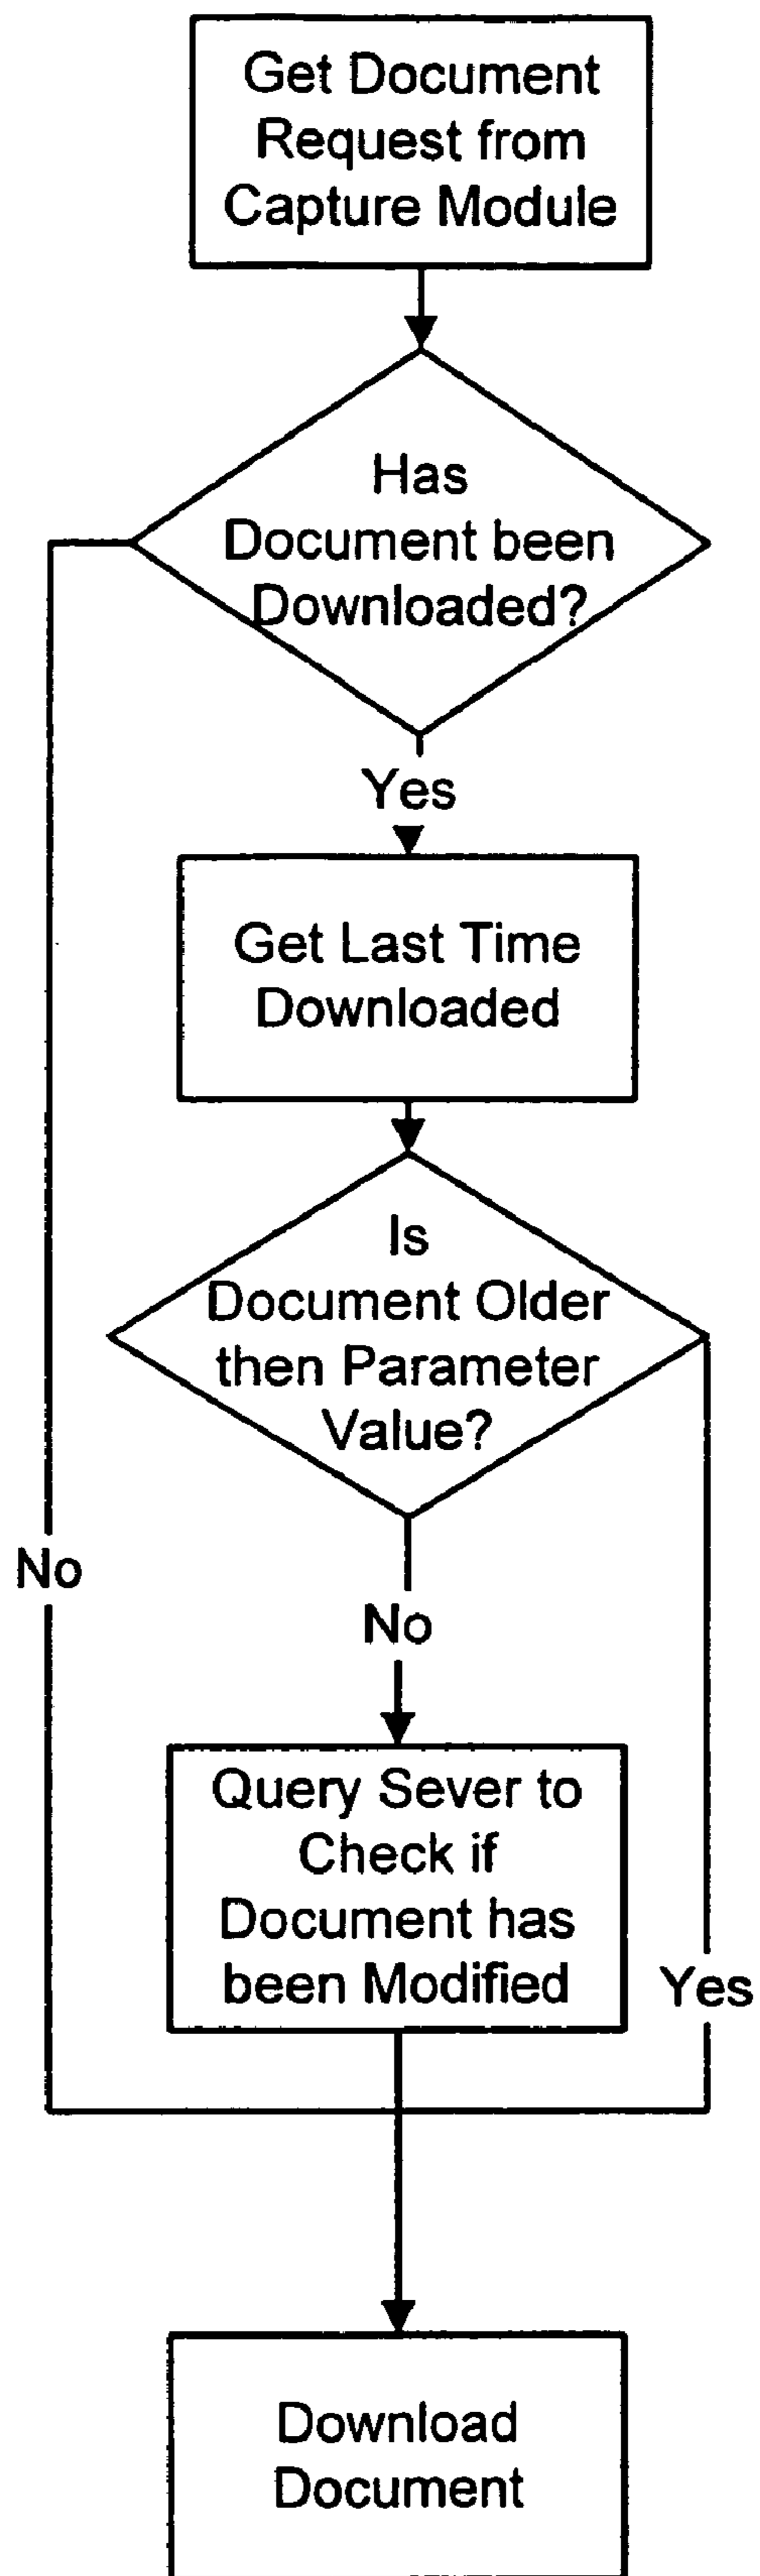 Get Document
Request from
Capture Module
Has
Document been
Downloaded?
Yes
Get Last Time
Downloaded
Is
Document Older
then Parameter
Value?
No
No
Query Sever to
Check if
Document has
been Modified
Yes
Download
Document